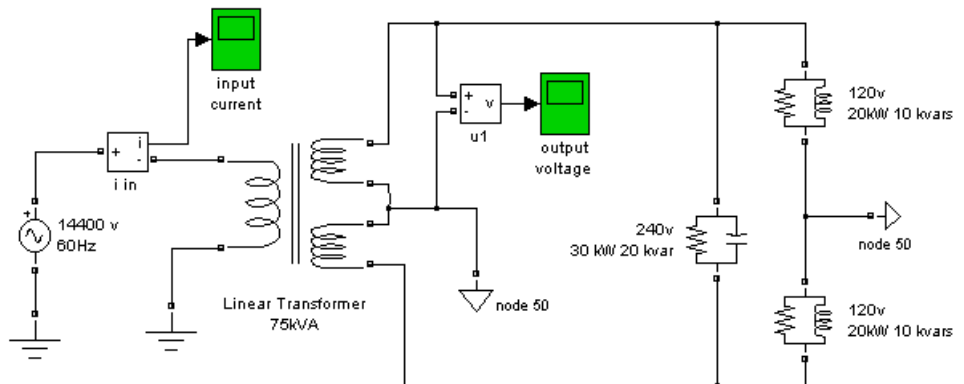 input
current
+
i
-
i in
+
14400 v
60Hz
Linear Transformer
75kVA
+
-
v
u1
output
voltage
node 50
240v
30 kW 20 kvar
120v
20kW 10 kvars
node 50
120v
20kW 10 kvars